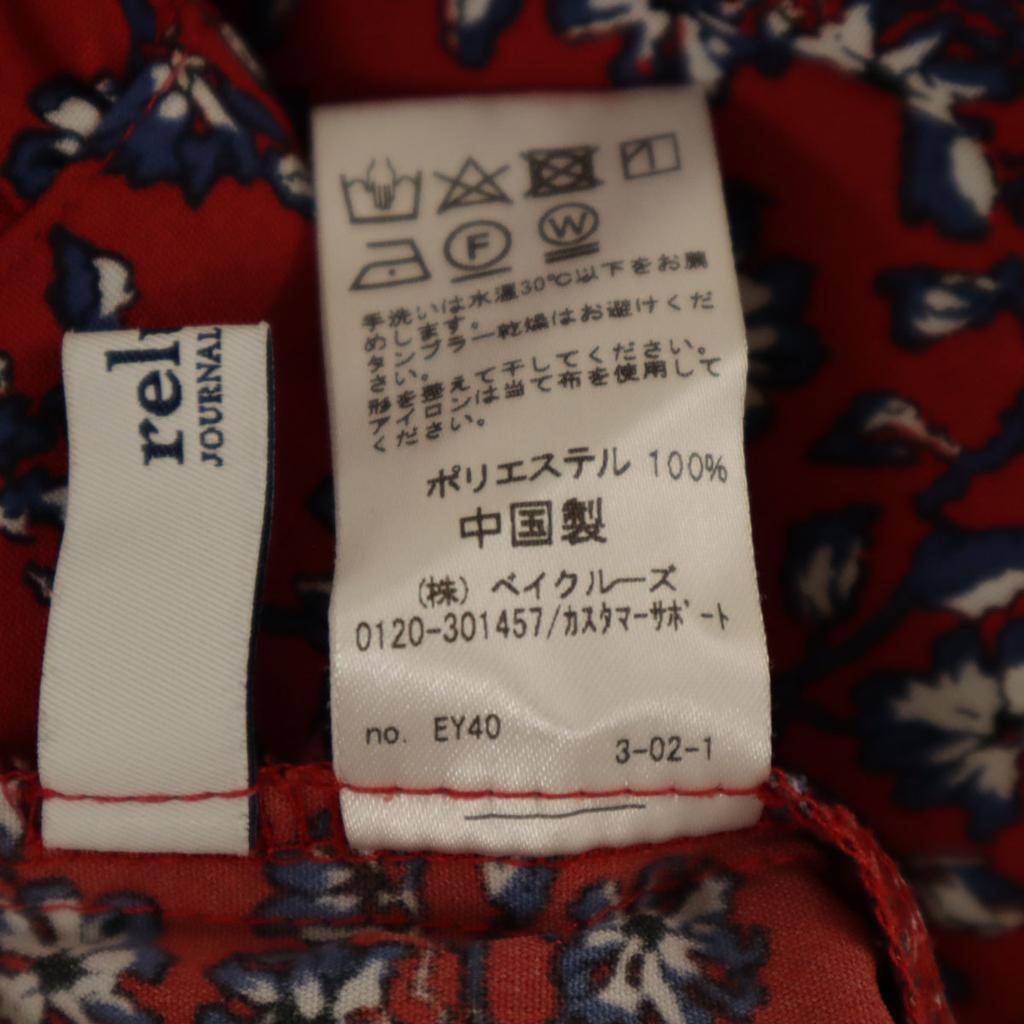 rel
JOURNAL
F
W
手洗いは水温30℃以下をお薦
めします。
タンブラー乾燥はお避けくだ
さい。
形を整えて干してください。
アイロンは当て布を使用して
ください。
ポリエステル 100%
中国製
(株) ベイクルーズ
0120-301457/カスタマーサポート
no. EY40
3-02-1